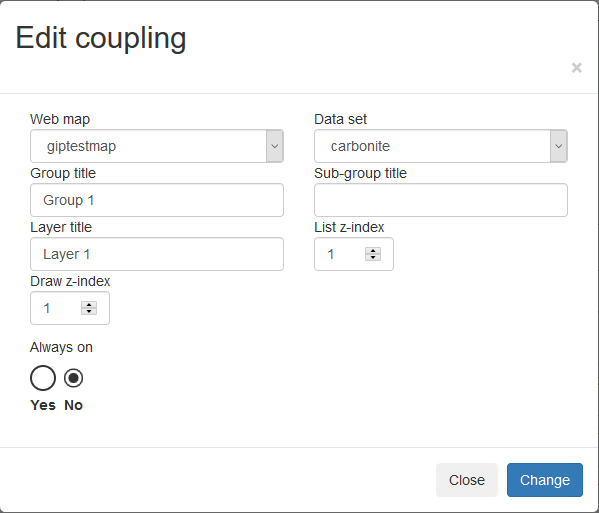 Edit coupling
×
Web map
Data set
giptestmap
carbonite
Group title
Sub-group title
Group 1
Layer title
List z-index
Layer 1
1
Draw z-index
1
Always on
Yes No
Close Change